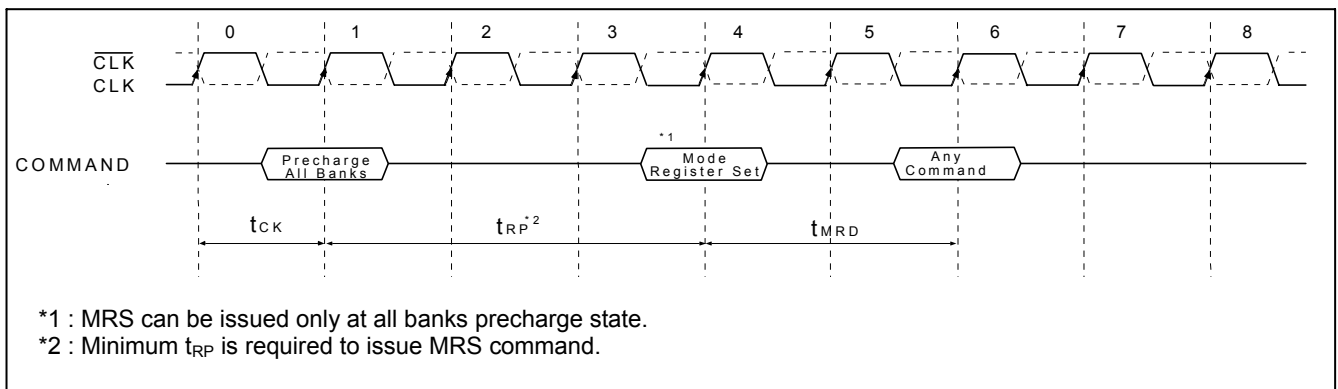 0 1 2 3 4 5 6 7 8
CLK
CLK
*1
COMMAND
Precharge
All Banks
Mode
Register Set
Any
Command
tCK
tRP*2
tMRD
*1 : MRS can be issued only at all banks precharge state.
*2 : Minimum tRP is required to issue MRS command.